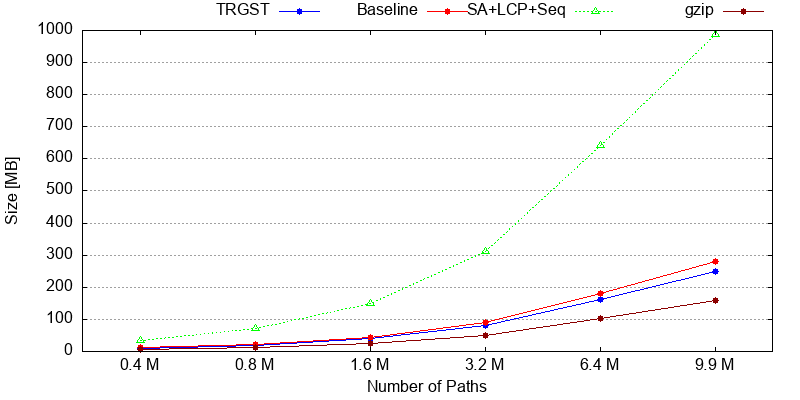 TRGST Baseline SA+LCP+Seq gzip
1000
900
800
700
600
500
400
300
200
100
0
Size [MB]
0.4 M 0.8 M 1.6 M 3.2 M 6.4 M 9.9 M
Number of Paths